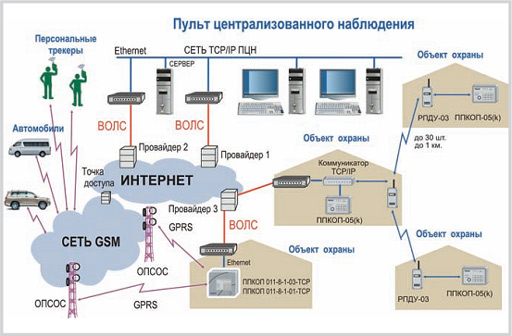 Пульт централизованного наблюдения
Персональные
трекеры
Ethernet
СЕТЬ TCP/IP ПЦН
СЕРВЕР
Объект охраны
РПДУ-03
ППКОП-05(k)
до 30 шт.
до 1 км.
Автомобили
ВОЛС
ВОЛС
Провайдер 2
Провайдер 1
Точка
доступа
ИНТЕРНЕТ
Объект охраны
Коммуникатор
TCP/IP
ППКОП-05(k)
Провайдер 3
ВОЛС
GPRS
СЕТЬ GSM
ОПСОС
Объект охраны
Ethernet
ППКОП 011-8-1-03-TCP
ППКОП 011-8-1-01-TCP
Объект охраны
РПДУ-03
ППКОП-05(k)
ОПСОС
GPRS